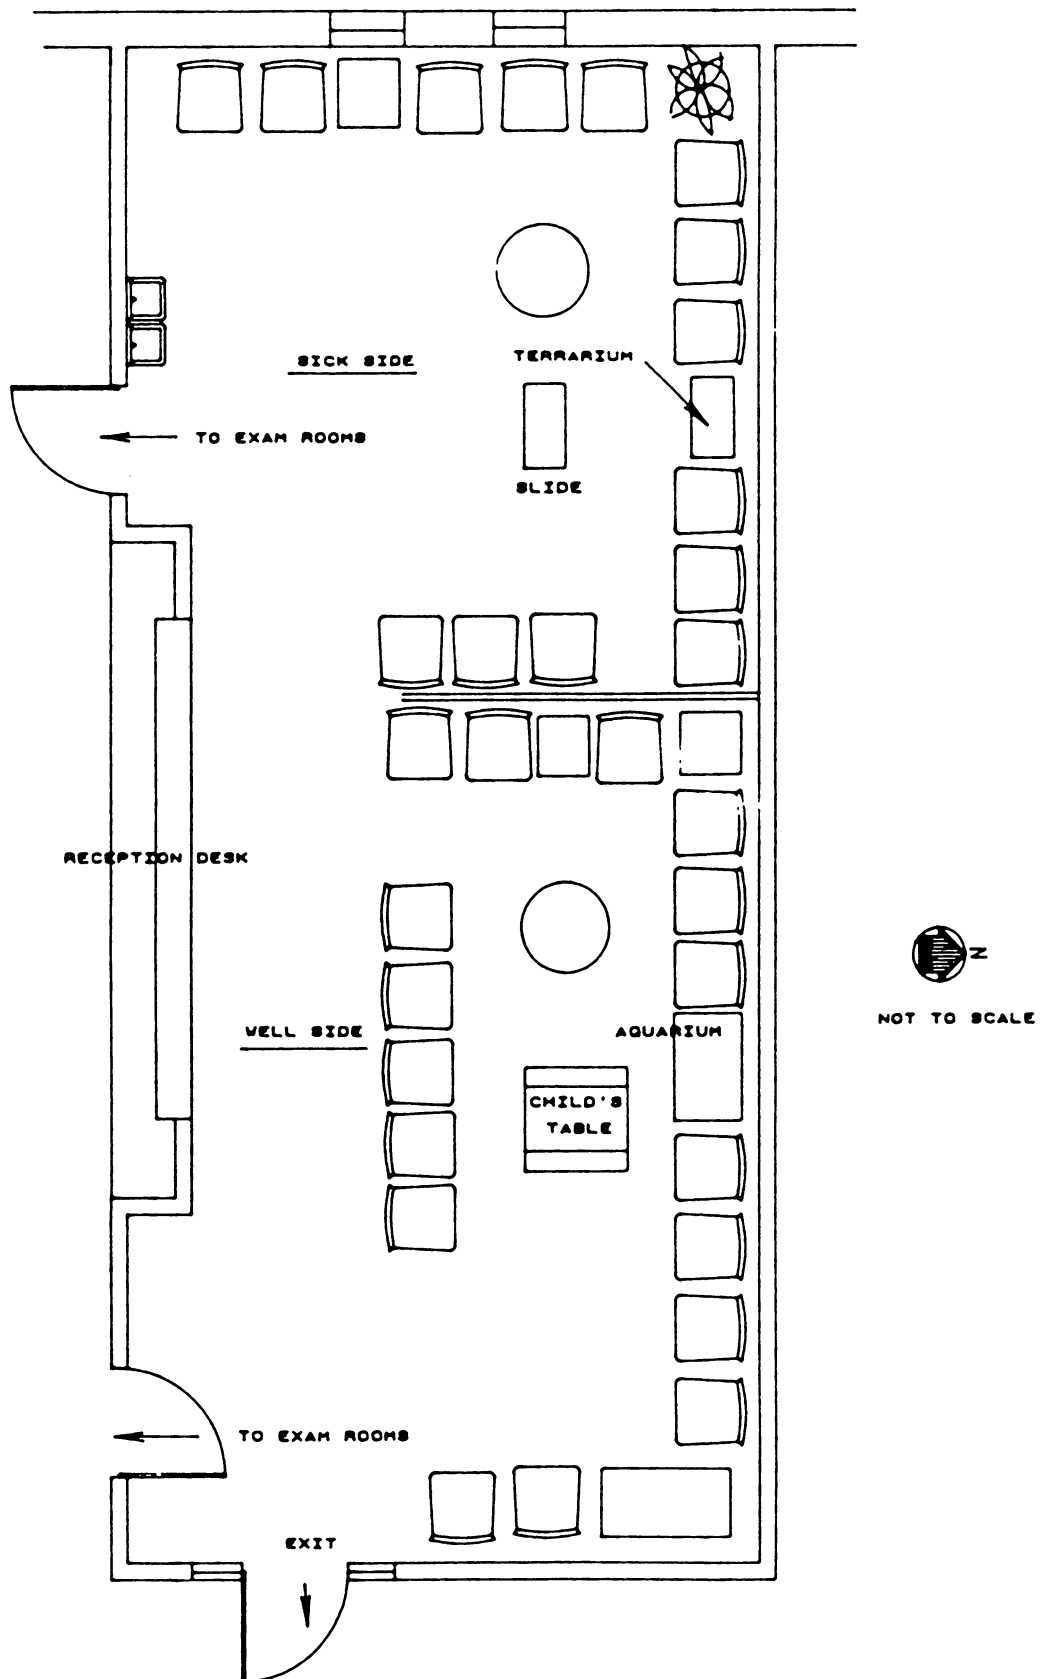 SICK SIDE
TERRARIUM
TO EXAM ROOMS
SLIDE
RECEPTION DESK
N
NOT TO SCALE
WELL SIDE
AQUARIUM
CHILD'S
TABLE
TO EXAM ROOMS
EXIT